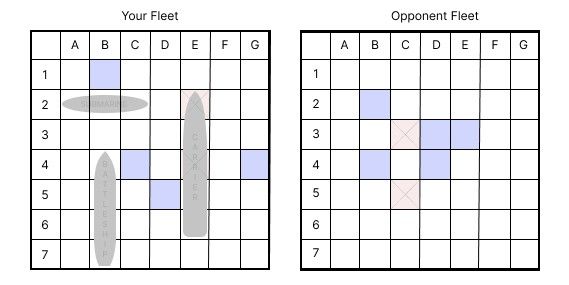 Your Fleet
Opponent Fleet
A B C D E F G
A B C D E F G
1
2
3
4
5
6
7
1
2
3
4
5
6
7
SUBMARINE
CARRIER
BATTLESHIP